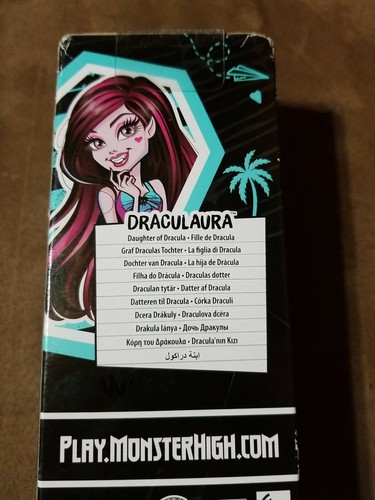 DRACULAURA™
Daughter of Dracula • Fille de Dracula
Graf Draculas Tochter • La figlia di Dracula
Dochter van Dracula • La hija de Drácula
Filha do Drácula • Draculas dotter
Draculan tytär • Datter af Dracula
Datteren til Dracula • Córka Draculi
Dcera Drákuly • Draculova dcéra
Drakula lánya • Дочь Дракулы
Κόρη του Δράκουλα • Dracula'nın Kızı
ابنة دراكول
PLAY.MONSTERHIGH.COM